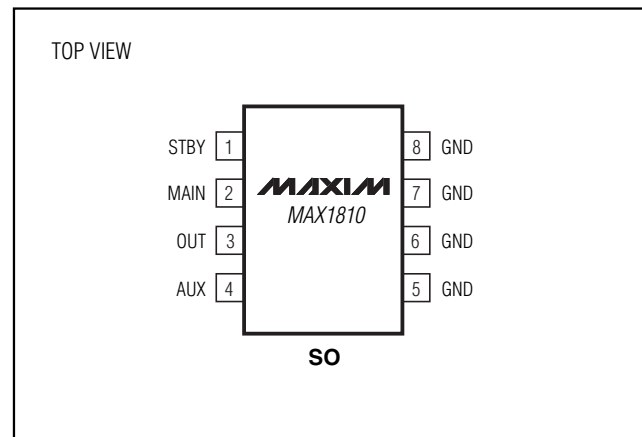 TOP VIEW
STBY 1 8 GND
MAIN 2 MAXIM 7 GND
MAX1810
OUT 3 6 GND
AUX 4 5 GND
SO